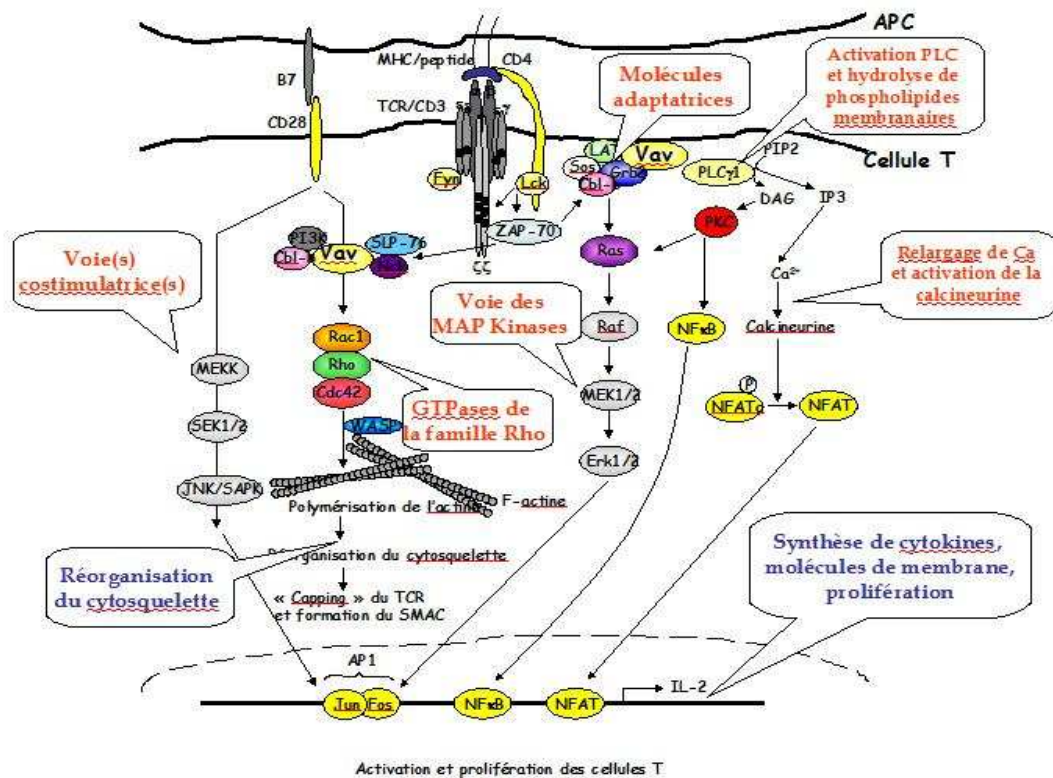 APC
B7
MHC/peptide
CD4
Molécules
adaptatrices
Activation PLC
et hydrolyse de
phospholipides
membranaires
TCR/CD3
CD28
LAT
Vav
PIP2
Cellule T
Sos
Grb2
PLCγ1
Cbl-
Fyn
Lck
DAG
IP3
ZAP-70
PKC
PI3K
SLP-76
Cbl-
Vav
ζζ
Ras
Voie(s)
costimulatrice(s)
Ca²⁺
Relargage de Ca
et activation de la
calcineurine
Voie des
MAP Kinases
Rac1
Raf
NFκB
Calcineurine
Rho
MEKK
Cdc42
MEK1/2
P
NFATc
NFAT
GTPases de
la famille Rho
SEK1/2
WASP
Erk1/2
JNK/SAPK
F-actine
Polymérisation de l'actine
organisation du cytosquelette
Réorganisation
du cytosquelette
« Capping » du TCR
et formation du SMAC
Synthèse de cytokines,
molécules de membrane,
prolifération
AP1
IL-2
Jun
Fos
NFκB
NFAT
Activation et prolifération des cellules T